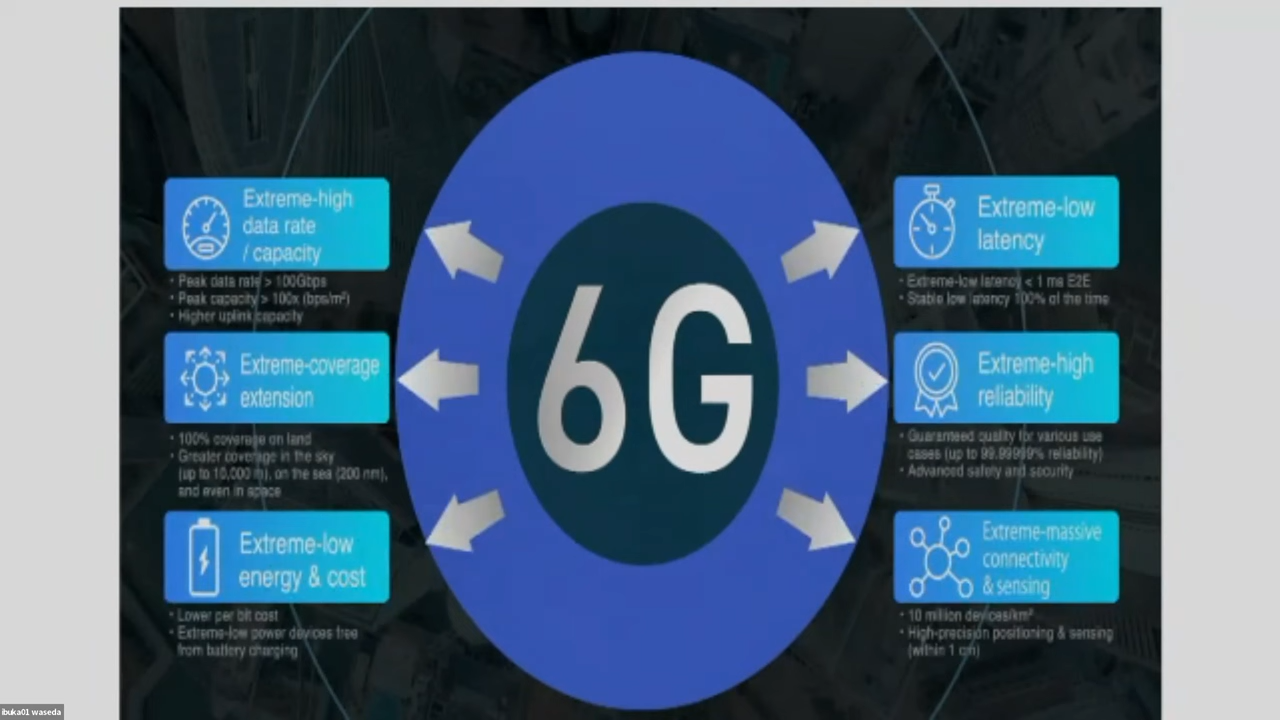 Extreme-high
data rate
/ capacity
• Peak data rate > 100Gbps
• Peak capacity > 100x (bps/m²)
• Higher uplink capacity
Extreme-coverage
extension
• 100% coverage on land
• Greater coverage in the sky
(up to 10,000 m), on the sea (200 nm),
and even in space
Extreme-low
energy & cost
• Lower per bit cost
• Extreme-low power devices free
from battery charging
6G
Extreme-low
latency
• Extreme-low latency < 1 ms E2E
• Stable low latency 100% of the time
Extreme-high
reliability
• Guaranteed quality for various use
cases (up to 99.99999% reliability)
• Advanced safety and security
Extreme-massive
connectivity
& sensing
• 10 million devices/km²
• High-precision positioning & sensing
(within 1 cm)
ibuka01 waseda